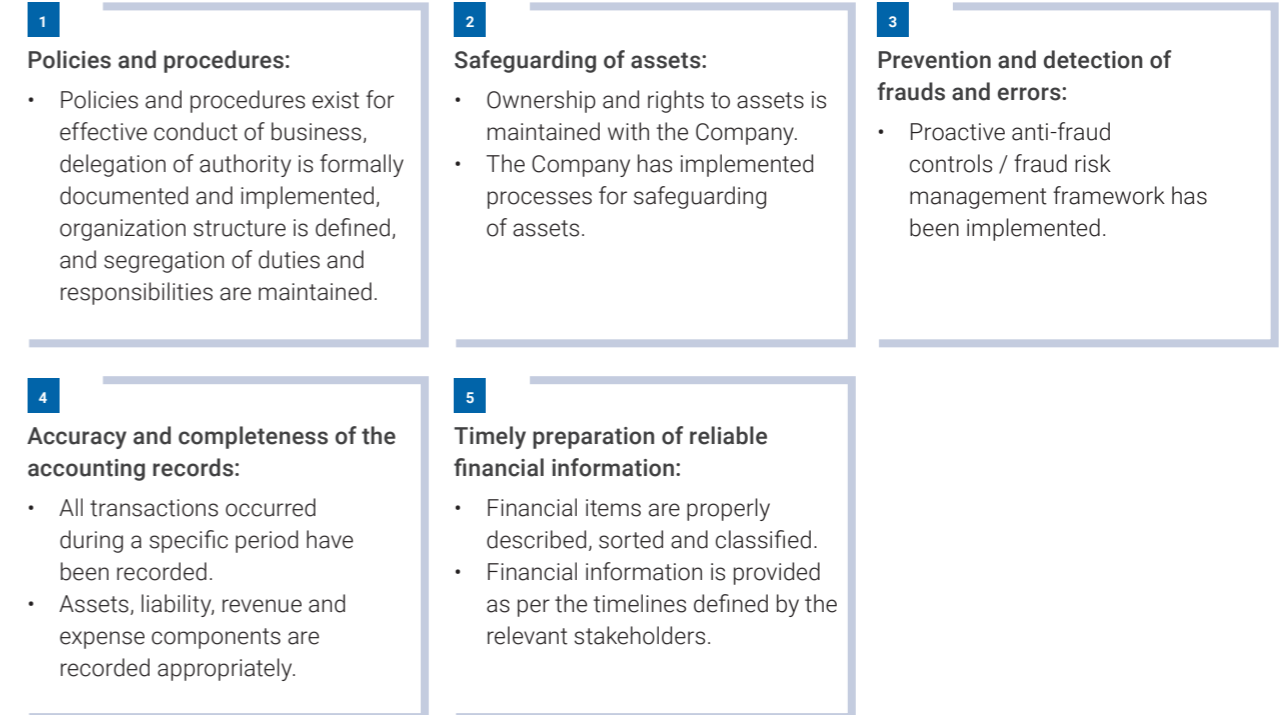 1
Policies and procedures:
• Policies and procedures exist for
effective conduct of business,
delegation of authority is formally
documented and implemented,
organization structure is defined,
and segregation of duties and
responsibilities are maintained.
2
Safeguarding of assets:
• Ownership and rights to assets is
maintained with the Company.
• The Company has implemented
processes for safeguarding
of assets.
3
Prevention and detection of
frauds and errors:
• Proactive anti-fraud
controls / fraud risk
management framework has
been implemented.
4
Accuracy and completeness of the
accounting records:
• All transactions occurred
during a specific period have
been recorded.
• Assets, liability, revenue and
expense components are
recorded appropriately.
5
Timely preparation of reliable
financial information:
• Financial items are properly
described, sorted and classified.
• Financial information is provided
as per the timelines defined by the
relevant stakeholders.